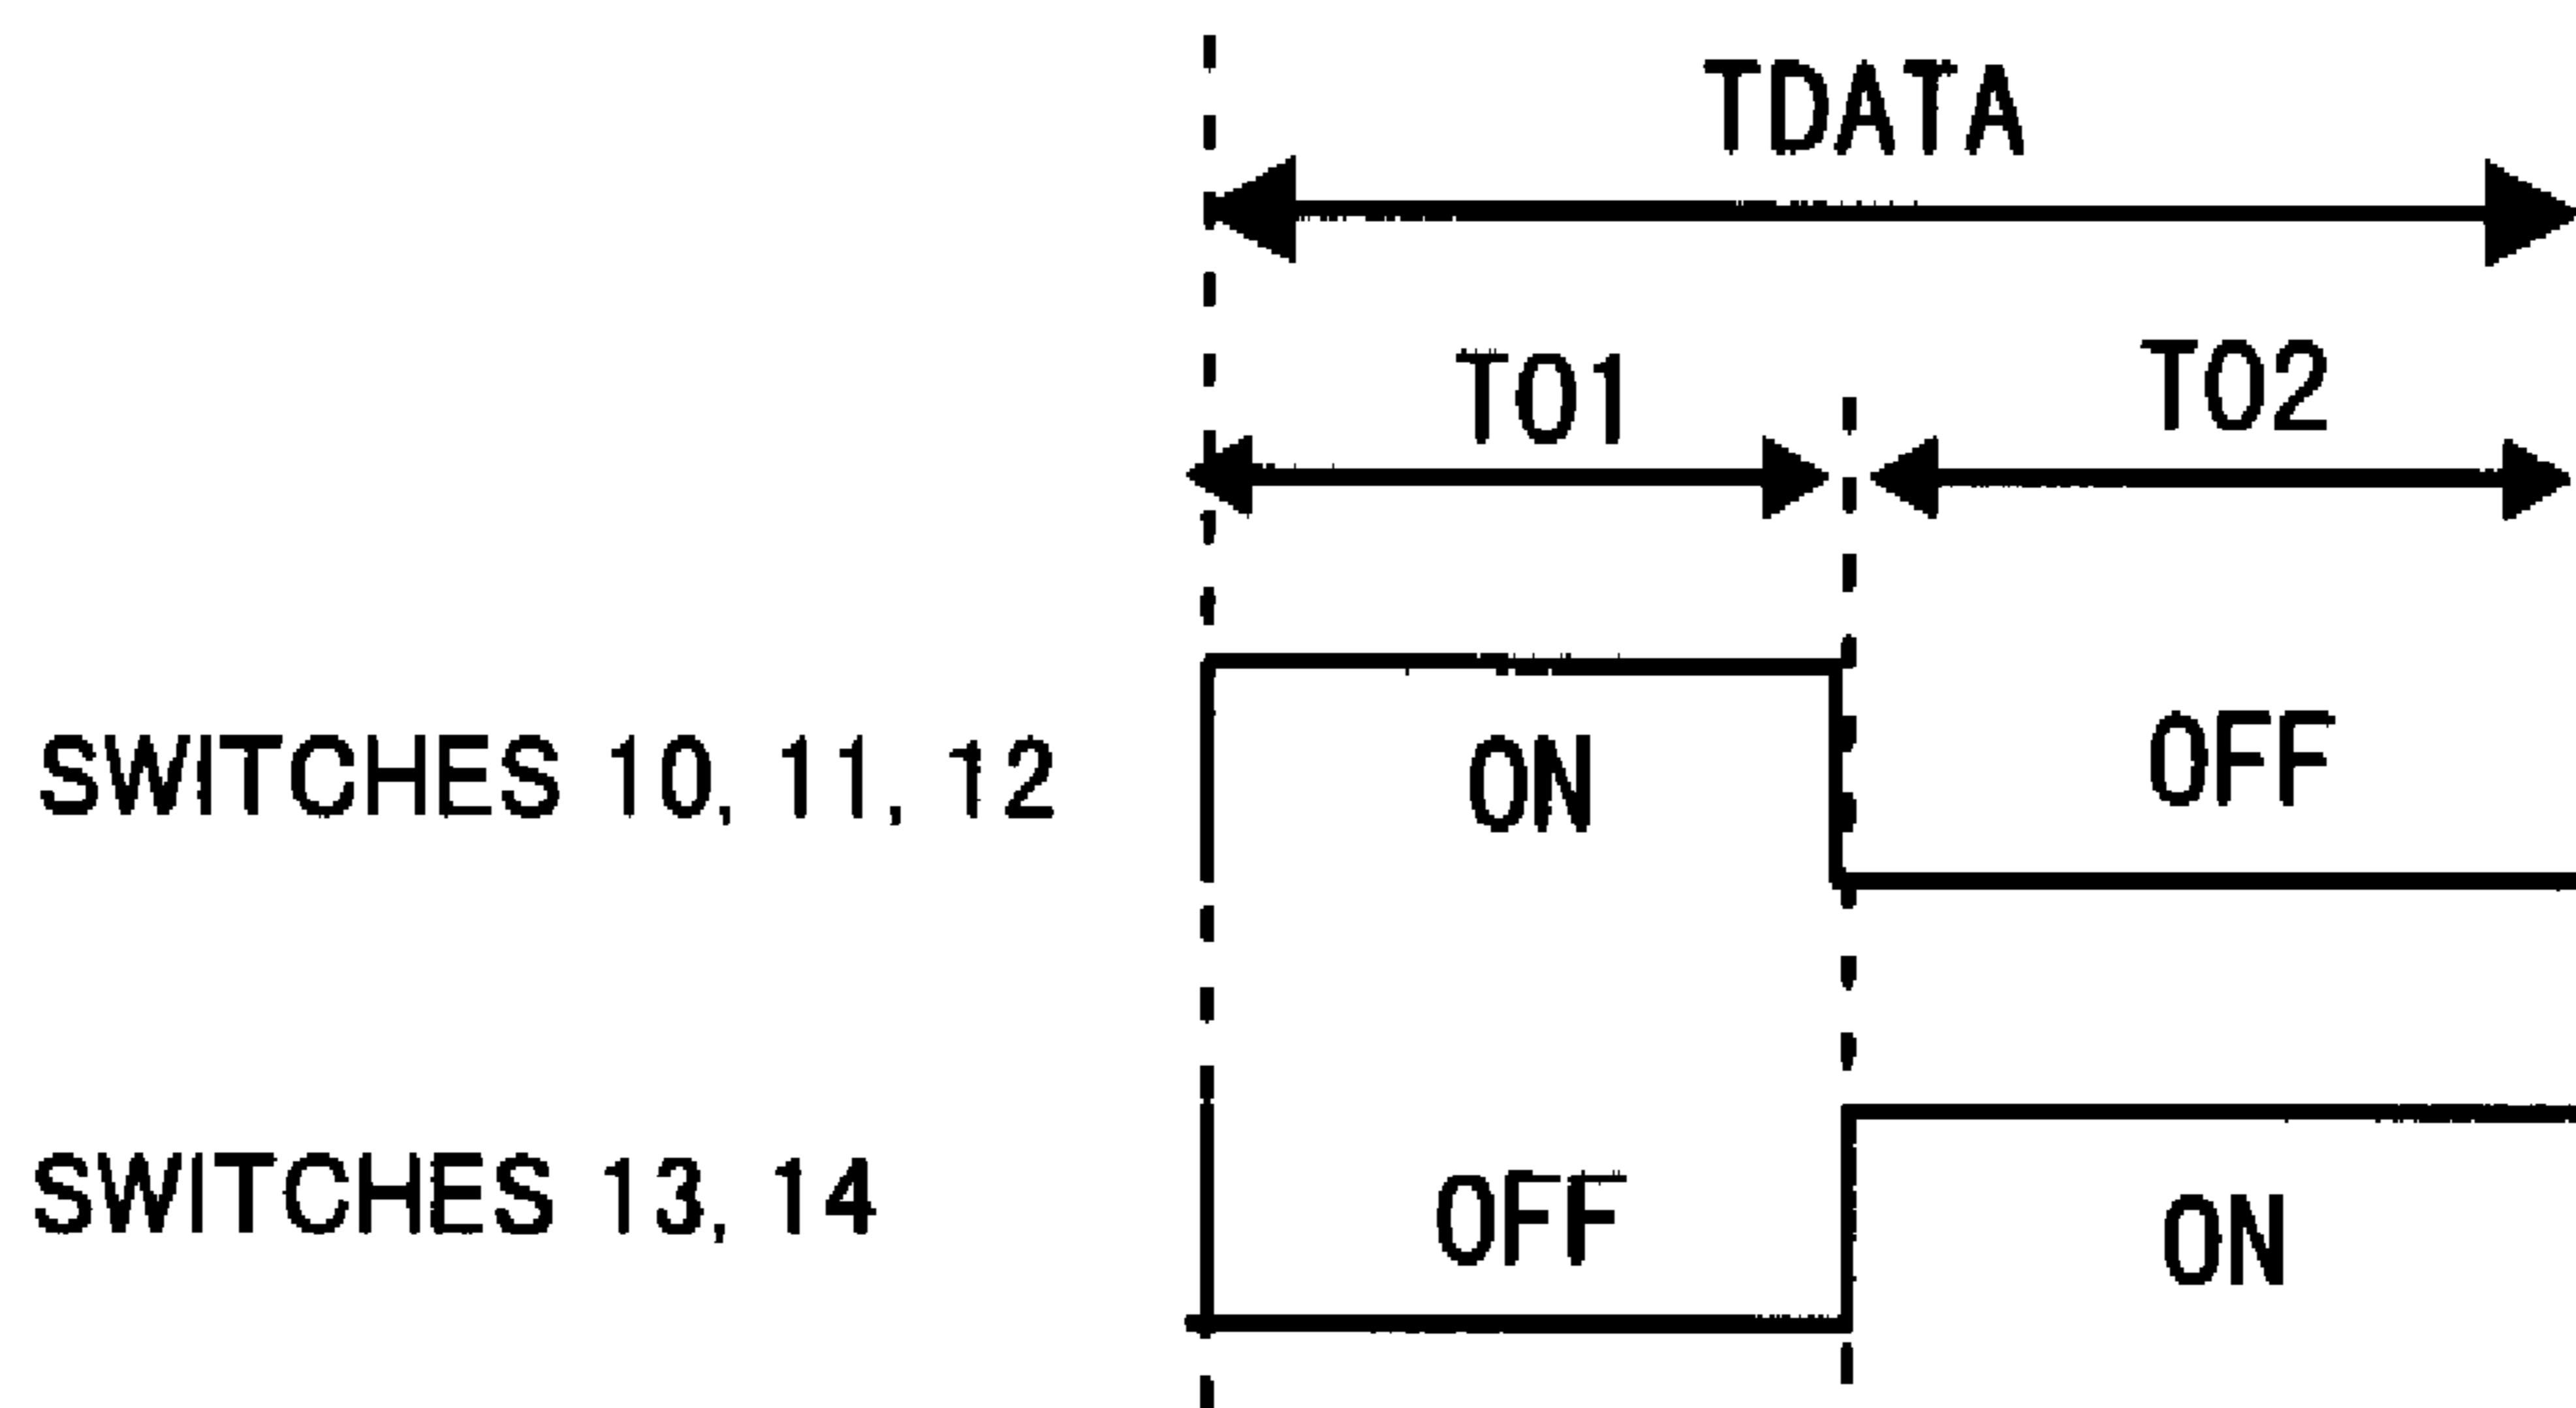 TDATA
TO1
TO2
SWITCHES 10, 11, 12
ON
OFF
SWITCHES 13, 14
OFF
ON